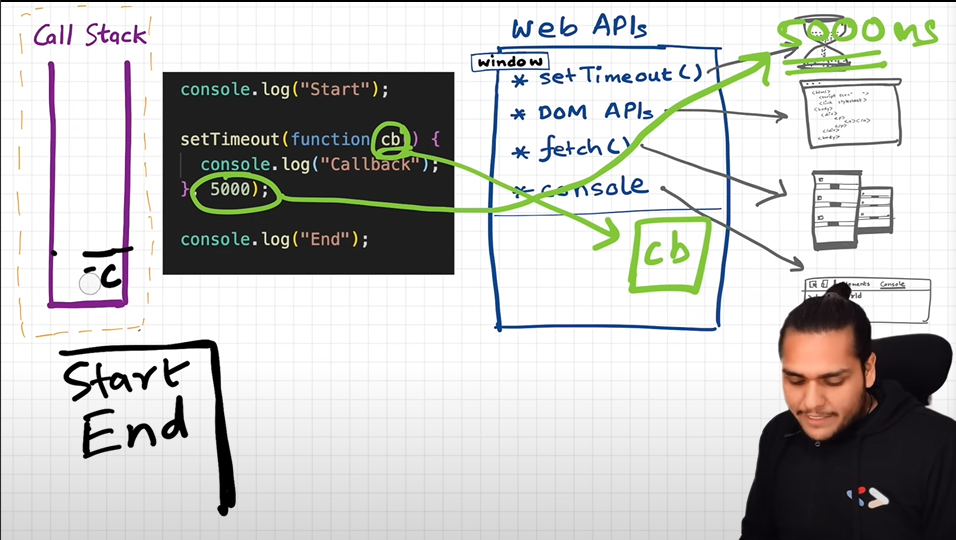 Call Stack
console.log("Start");
setTimeout(function cb() {
console.log("Callback");
}, 5000);
console.log("End");
Web APIs
window
* setTimeout()
* DOM APIs
* fetch()
* console
cb
5000ms
Console
C
Start
End